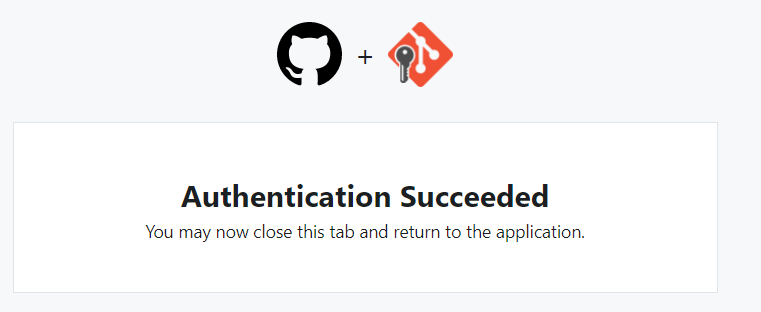 +
Authentication Succeeded
You may now close this tab and return to the application.